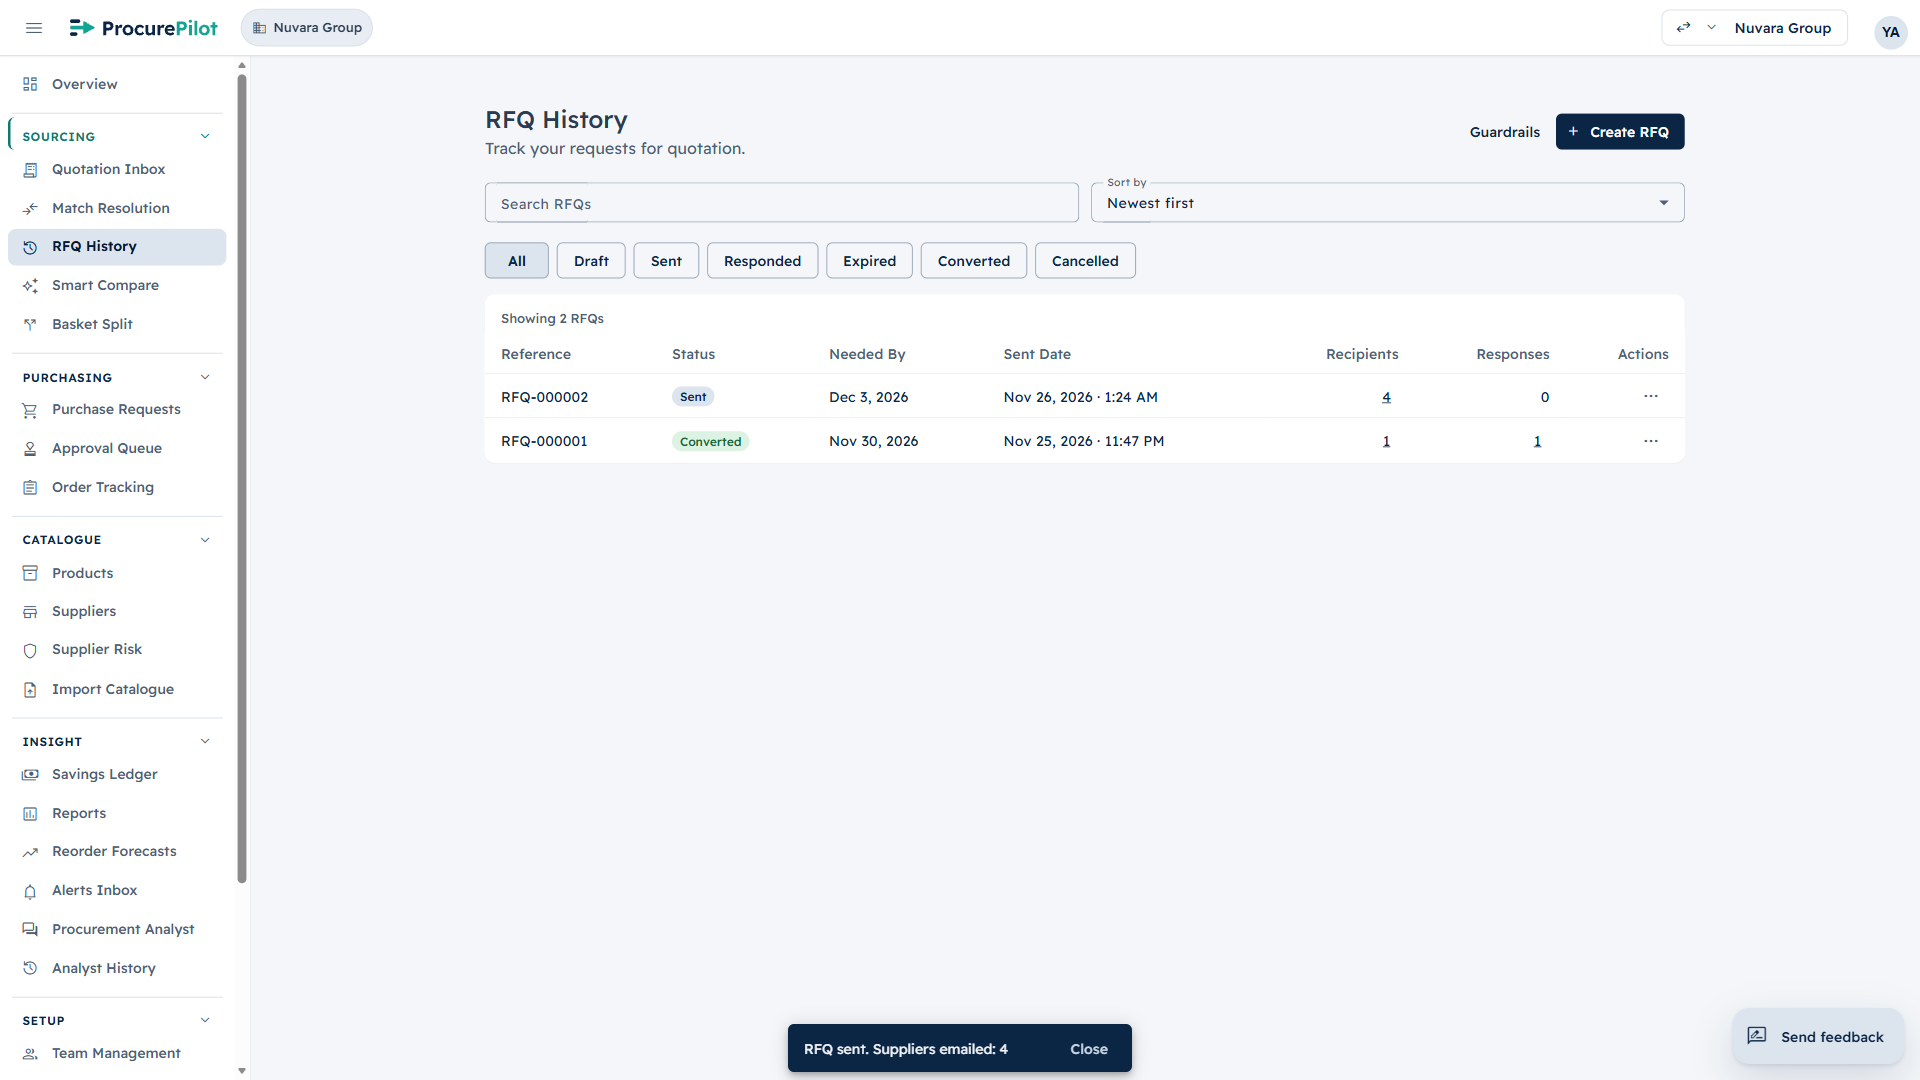 ProcurePilot
Nuvara Group
Nuvara Group
YA
Overview
SOURCING
Quotation Inbox
Match Resolution
RFQ History
Smart Compare
Basket Split
PURCHASING
Purchase Requests
Approval Queue
Order Tracking
CATALOGUE
Products
Suppliers
Supplier Risk
Import Catalogue
INSIGHT
Savings Ledger
Reports
Reorder Forecasts
Alerts Inbox
Procurement Analyst
Analyst History
SETUP
Team Management
RFQ History
Track your requests for quotation.
Guardrails
+ Create RFQ
Search RFQs
Sort by
Newest first
All Draft Sent Responded Expired Converted Cancelled
Showing 2 RFQs
Reference Status Needed By Sent Date Recipients Responses Actions
RFQ-000002 Sent Dec 3, 2026 Nov 26, 2026 · 1:24 AM 4 0 ···
RFQ-000001 Converted Nov 30, 2026 Nov 25, 2026 · 11:47 PM 1 1 ···
RFQ sent. Suppliers emailed: 4 Close
Send feedback